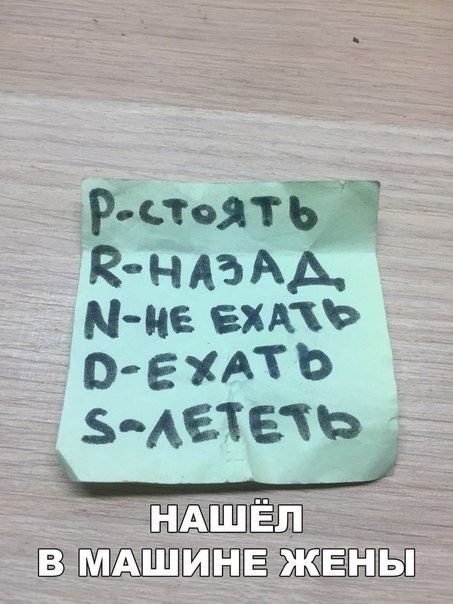 P-СТОЯТЬ
R-НАЗАД
N-НЕ ЕХАТЬ
D-ЕХАТЬ
S-ЛЕТЕТЬ
НАШЁЛ
В МАШИНЕ ЖЕНЫ